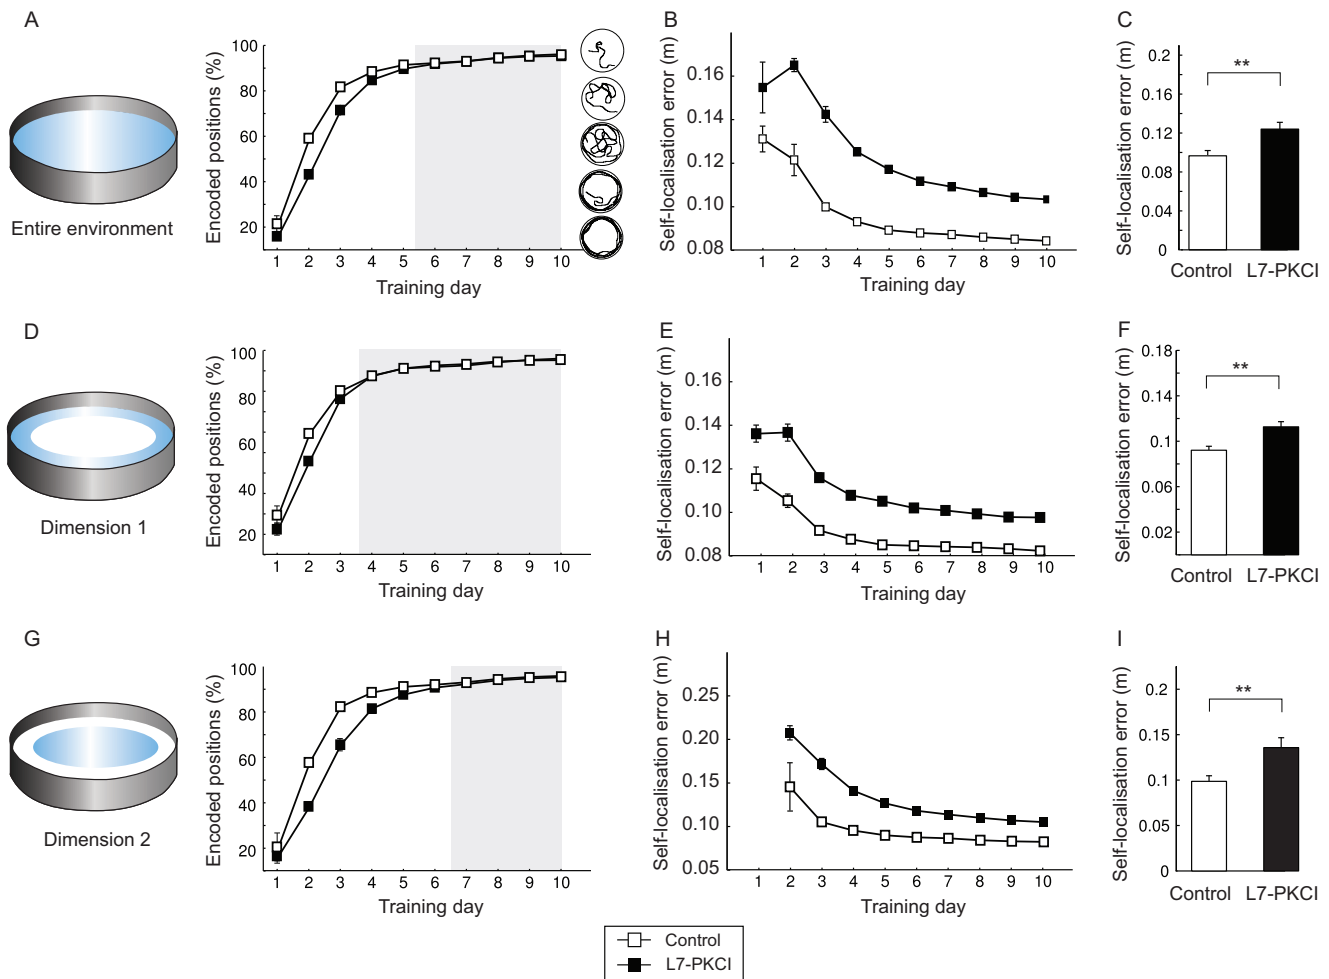 A
Entire environment
Encoded positions (%)
100
80
60
40
20
1 2 3 4 5 6 7 8 9 10
Training day
B
Self-localisation error (m)
0.16
0.14
0.12
0.10
0.08
1 2 3 4 5 6 7 8 9 10
Training day
C
Self-localisation error (m)
0.2
0.16
0.12
0.08
0.04
0
**
Control L7-PKCI
D
Dimension 1
Encoded positions (%)
100
80
60
40
20
1 2 3 4 5 6 7 8 9 10
Training day
E
Self-localisation error (m)
0.16
0.14
0.12
0.10
0.08
1 2 3 4 5 6 7 8 9 10
Training day
F
Self-localisation error (m)
0.18
0.14
0.1
0.06
0.02
**
Control L7-PKCI
G
Dimension 2
Encoded positions (%)
100
80
60
40
20
1 2 3 4 5 6 7 8 9 10
Training day
H
Self-localisation error (m)
0.25
0.20
0.15
0.10
0.05
1 2 3 4 5 6 7 8 9 10
Training day
I
Self-localisation error (m)
0.2
0.15
0.1
0.05
0
**
Control L7-PKCI
Control
L7-PKCI